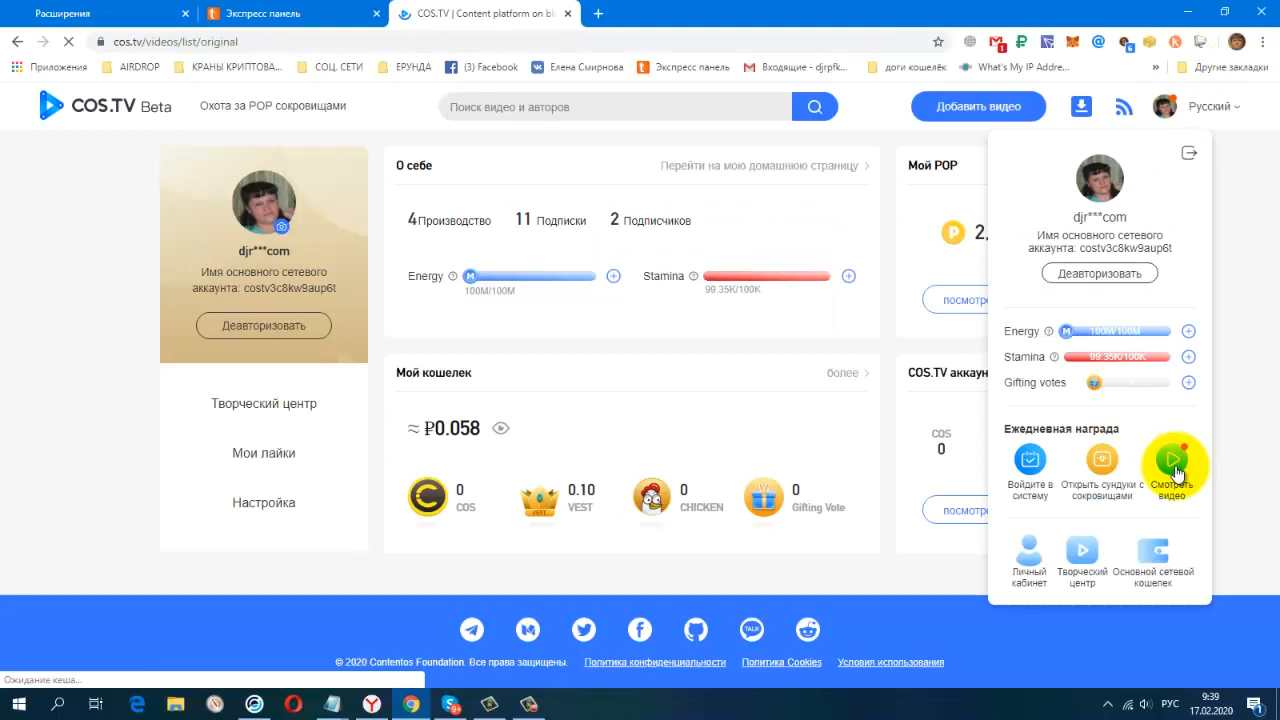 Расширения
Экспресс панель
COS.TV | Content platform on bl
cos.tv/videos/list/original
1
6
Приложения
AIRDROP
КРАНЫ КРИПТОВА...
СОЦ. СЕТИ
ЕРУНДА
(3) Facebook
Елена Смирнова
Экспресс панель
Входящие - djrpfk...
доги кошелёк
What's My IP Addre...
»
Другие закладки
COS.TV Beta
Охота за POP сокровищами
Поиск видео и авторов
Добавить видео
Русский
djr***com
Имя основного сетевого
аккаунта: costv3c8kw9aup6t
Деавторизовать
Творческий центр
Мои лайки
Настройка
О себе
Перейти на мою домашнюю страницу >
4 Производство
11 Подписки
2 Подписчиков
Energy
100M/100M
Stamina
99.35K/100K
Мой кошелек
более >
≈ ₽0.058
0
COS
0.10
VEST
0
CHICKEN
0
Gifting Vote
Мой POP
2,
посмотр
COS.TV аккаун
COS
0
посмотр
djr***com
Имя основного сетевого
аккаунта: costv3c8kw9aup6t
Деавторизовать
Energy
100M/100M
Stamina
99.35K/100K
Gifting votes
Ежедневная награда
Войдите в
систему
Открыть сундуки с
сокровищами
Смотреть
видео
Личный
кабинет
Творческий
центр
Основной сетевой
кошелек
TALK
© 2020 Contentos Foundation. Все права защищены.
Политика конфиденциальности
Политика Cookies
Условия использования
Ожидание кеша...
9+
РУС
9:39
17.02.2020
1